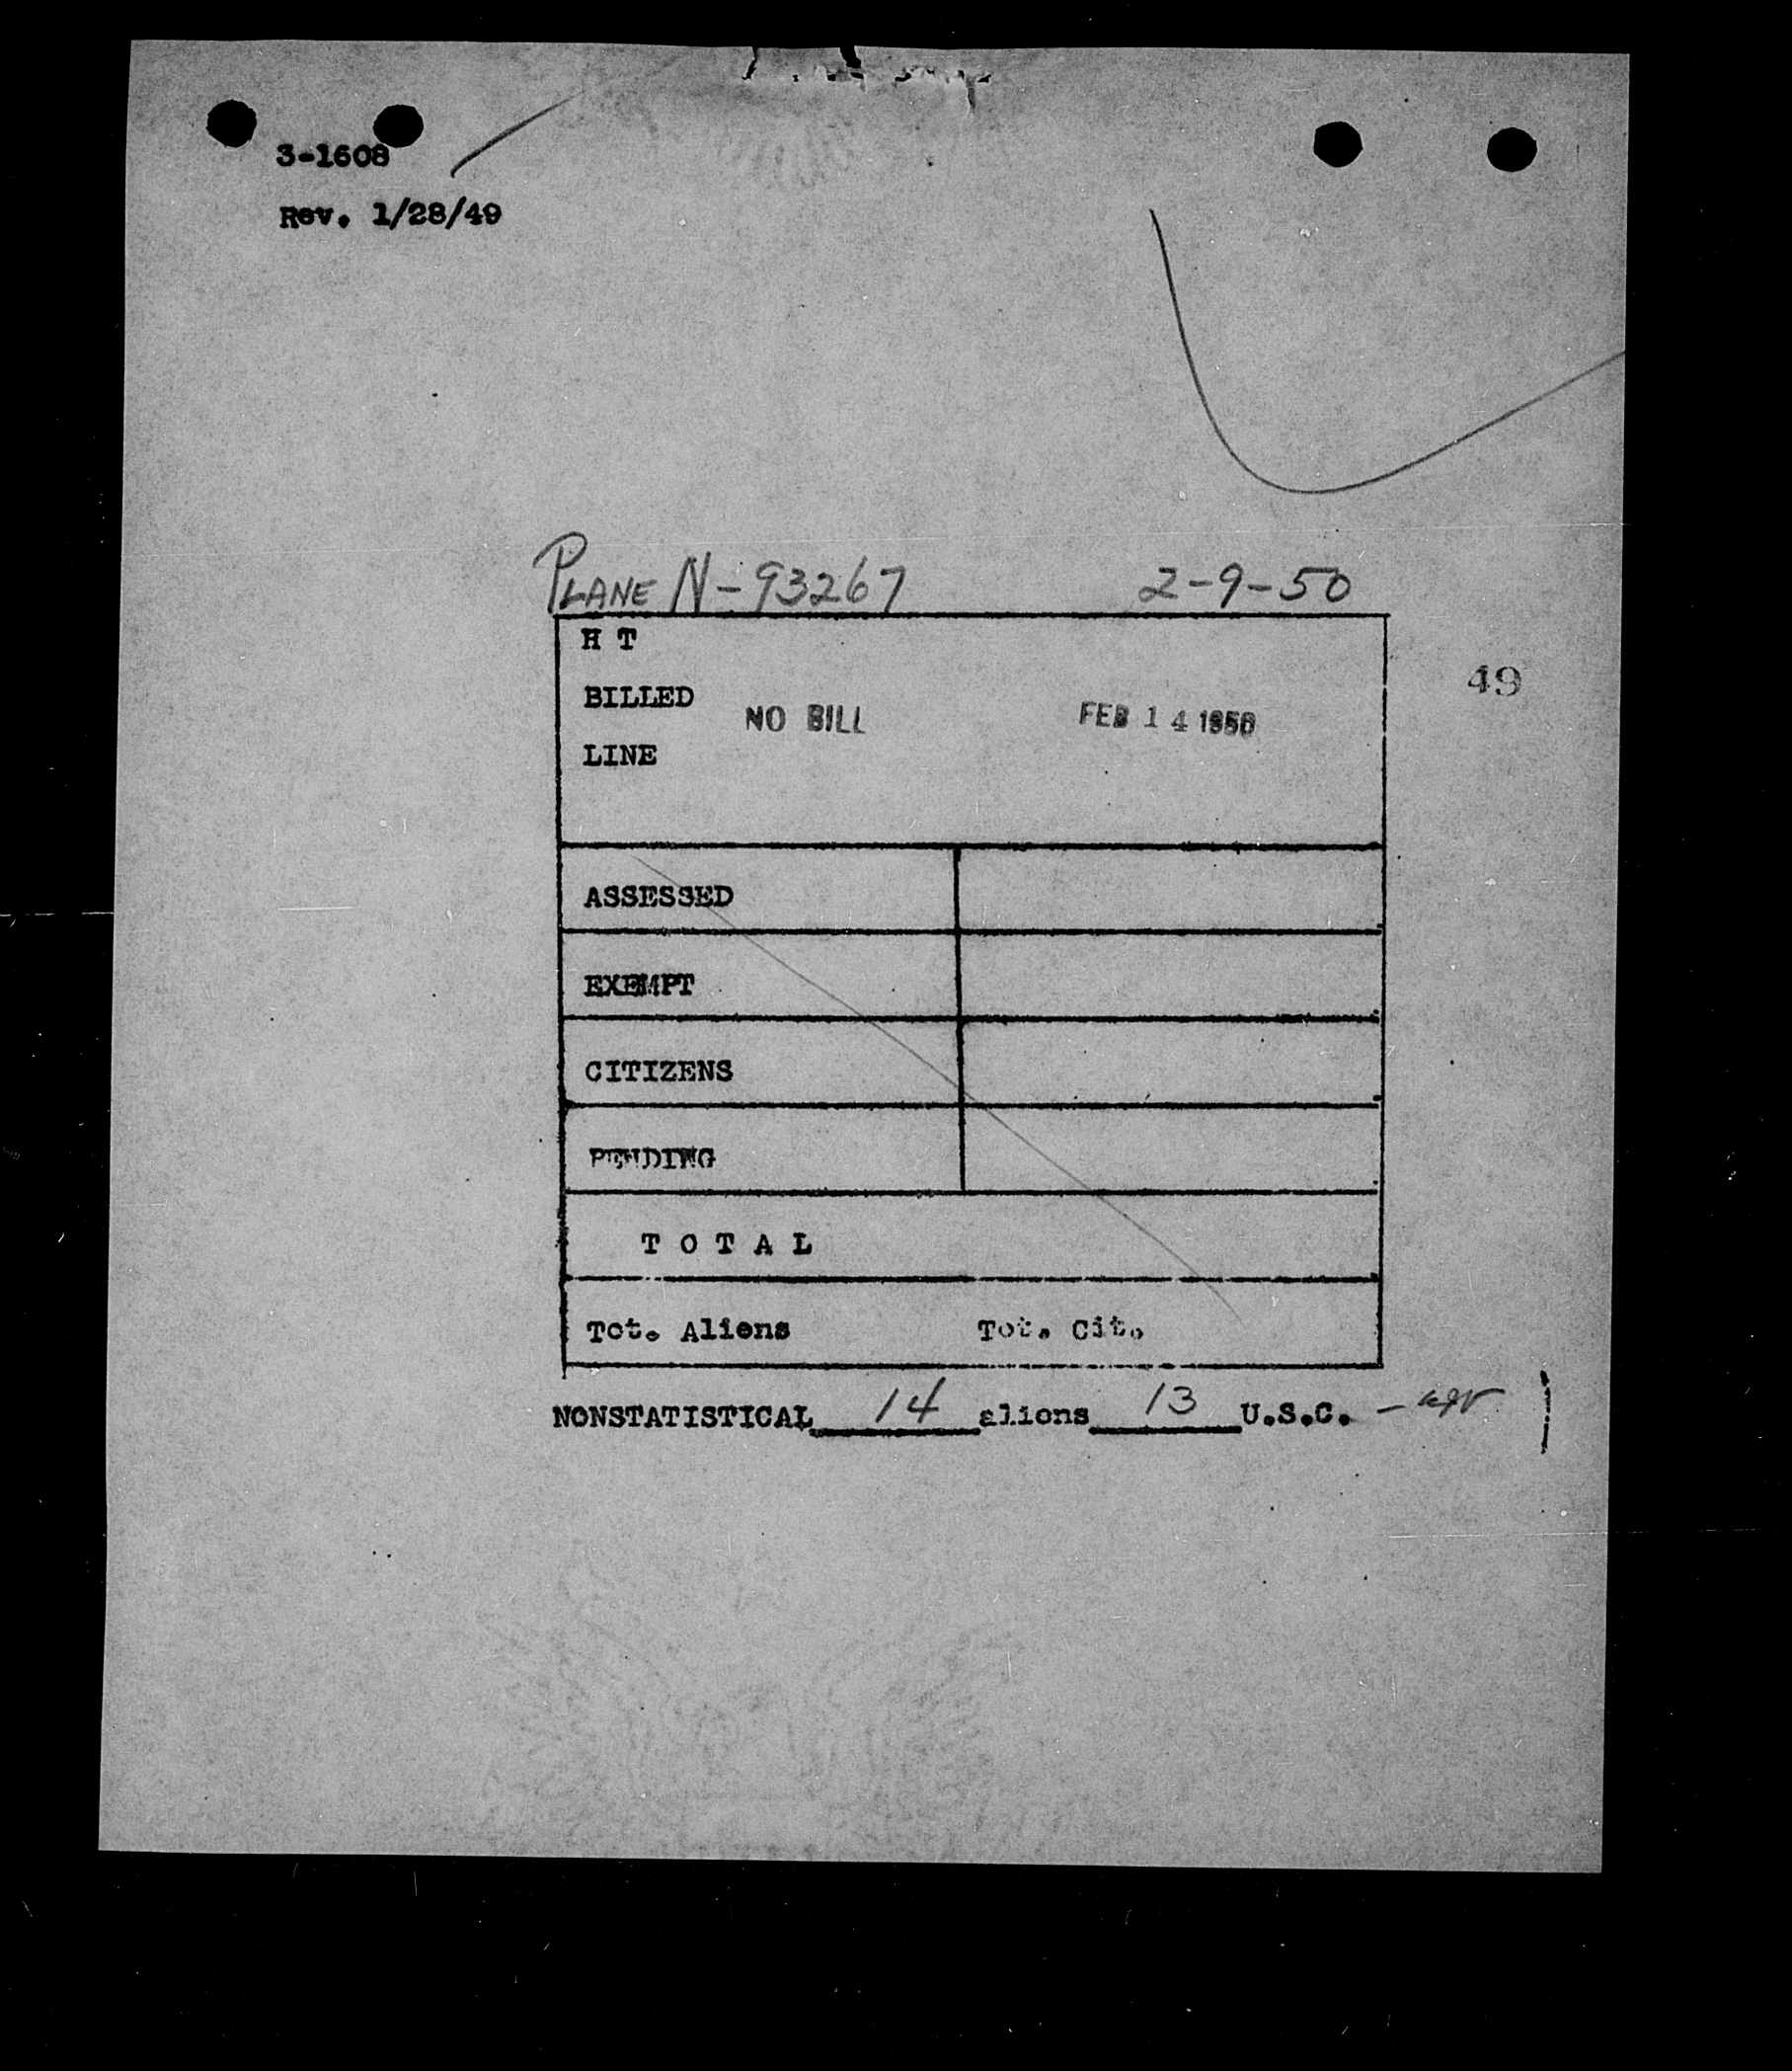 3-1608
Rev. 1/28/49
PLANE N-93267 2-9-50
H T
49
BILLED
NO BILL FEB 14 1950
LINE
ASSESSED
EXEMPT
CITIZENS
PENDING
T O T A L
Tot. Aliens Tot. Cit.
NONSTATISTICAL 14 aliens 13 U.S.C. -